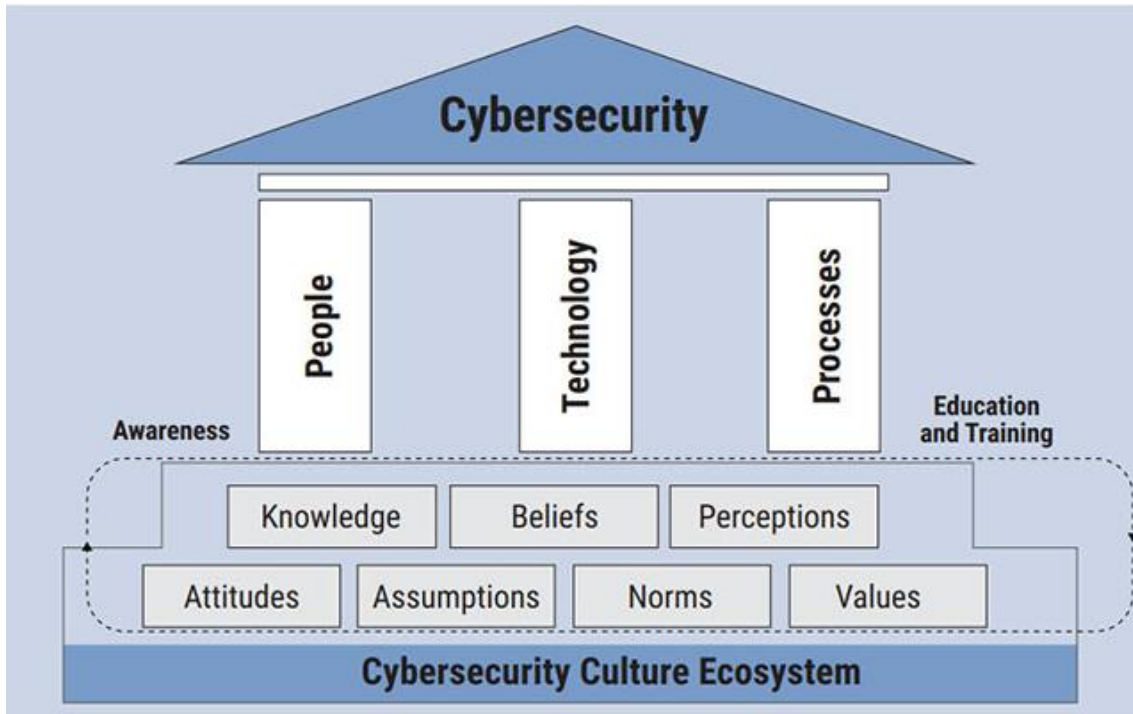 Cybersecurity
People
Technology
Processes
Awareness
Education
and Training
Knowledge
Beliefs
Perceptions
Attitudes
Assumptions
Norms
Values
Cybersecurity Culture Ecosystem